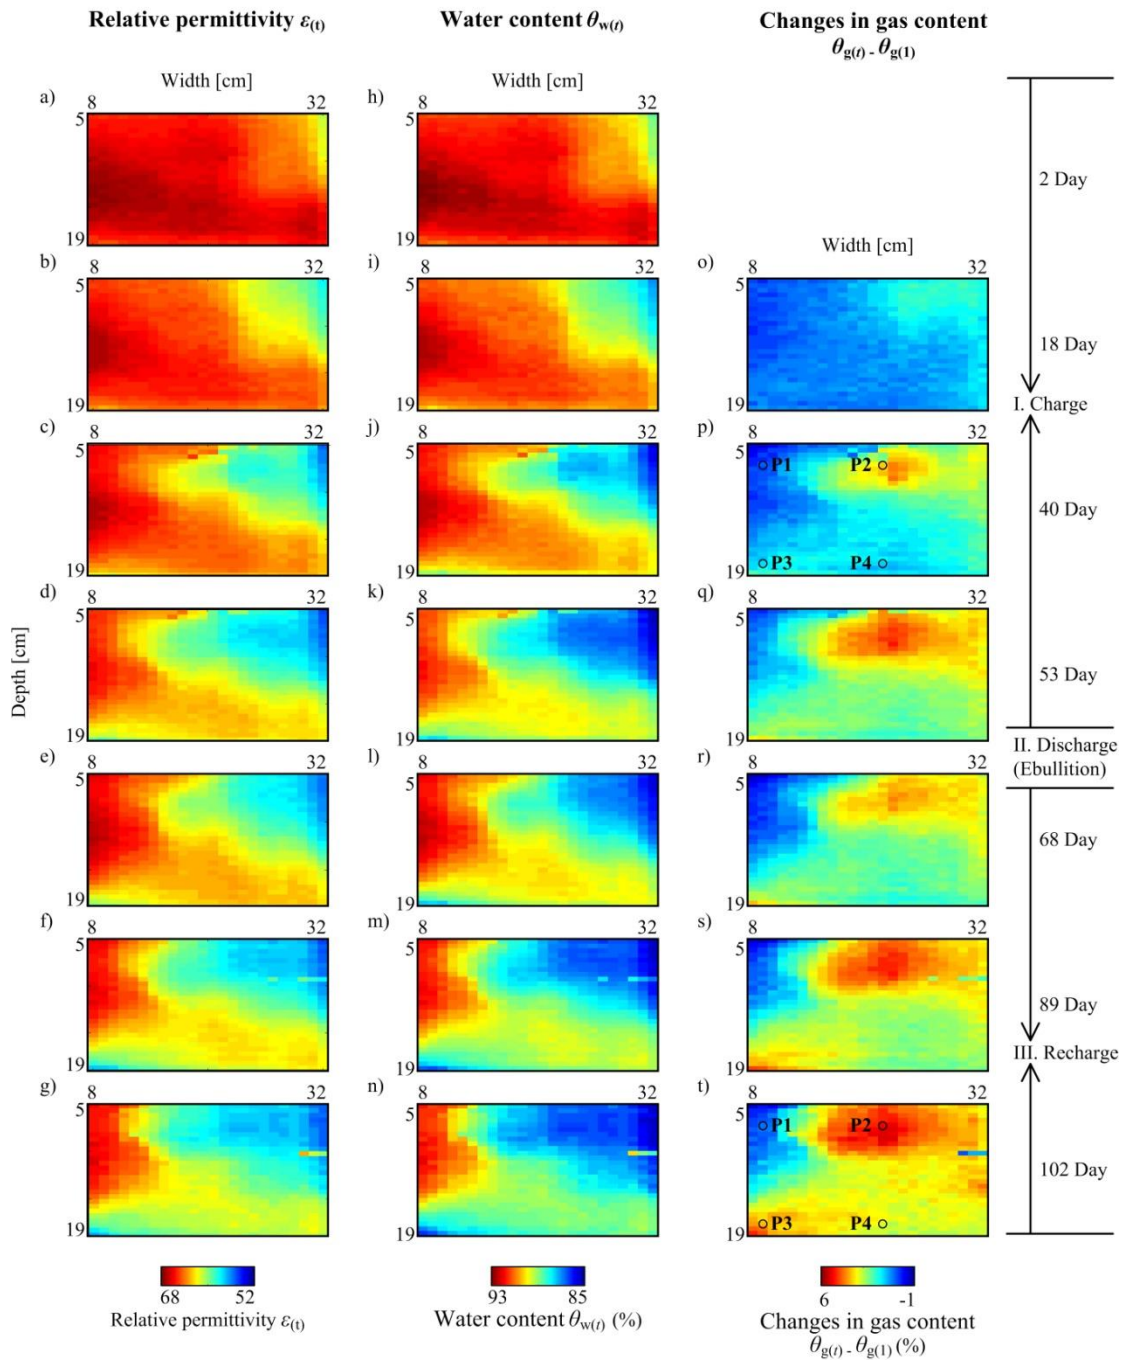 Relative permittivity ε(t)
Water content θw(t)
Changes in gas content
θg(t) - θg(1)
Width [cm]
Width [cm]
a)
8
32
5
19
h)
8
32
5
19
2 Day
Width [cm]
b)
8
32
5
19
i)
8
32
5
19
o)
8
32
5
19
18 Day
I. Charge
c)
8
32
5
19
j)
8
32
5
19
p)
8
32
5
19
P1
P2
P3
P4
40 Day
Depth [cm]
d)
8
32
5
19
k)
8
32
5
19
q)
8
32
5
19
53 Day
II. Discharge
(Ebullition)
e)
8
32
5
19
l)
8
32
5
19
r)
8
32
5
19
68 Day
f)
8
32
5
19
m)
8
32
5
19
s)
8
32
5
19
89 Day
III. Recharge
g)
8
32
5
19
n)
8
32
5
19
t)
8
32
5
19
P1
P2
P3
P4
102 Day
68
52
Relative permittivity ε(t)
93
85
Water content θw(t) (%)
6
-1
Changes in gas content
θg(t) - θg(1) (%)